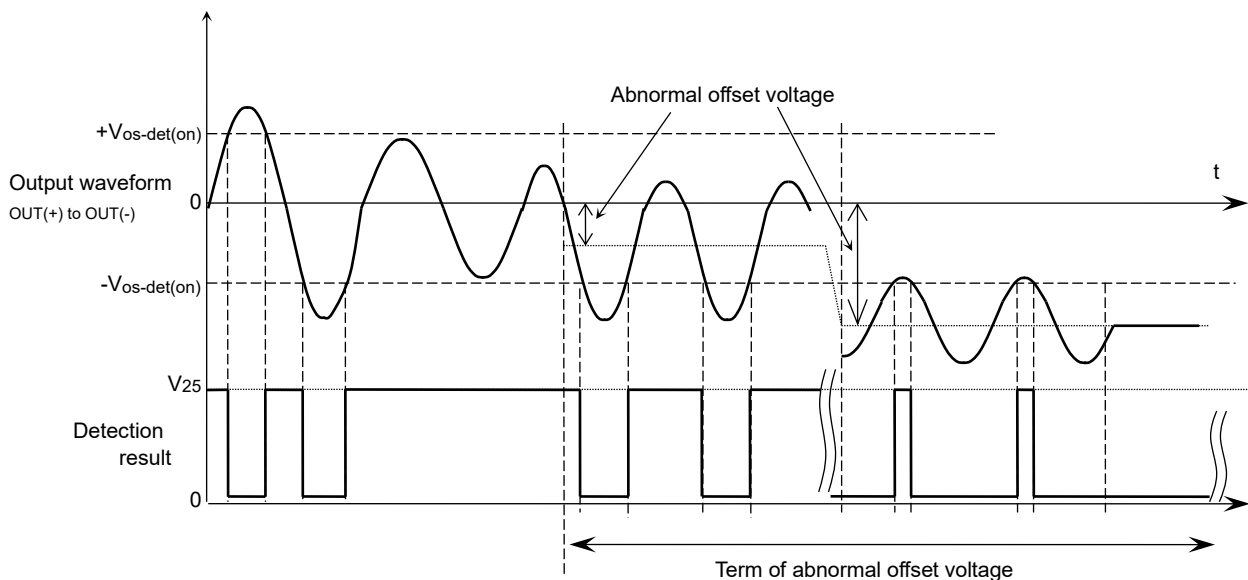 Abnormal offset voltage
+Vos-det(on)
t
Output waveform
0
OUT(+) to OUT(-)
-Vos-det(on)
V25
Detection
result
0
Term of abnormal offset voltage